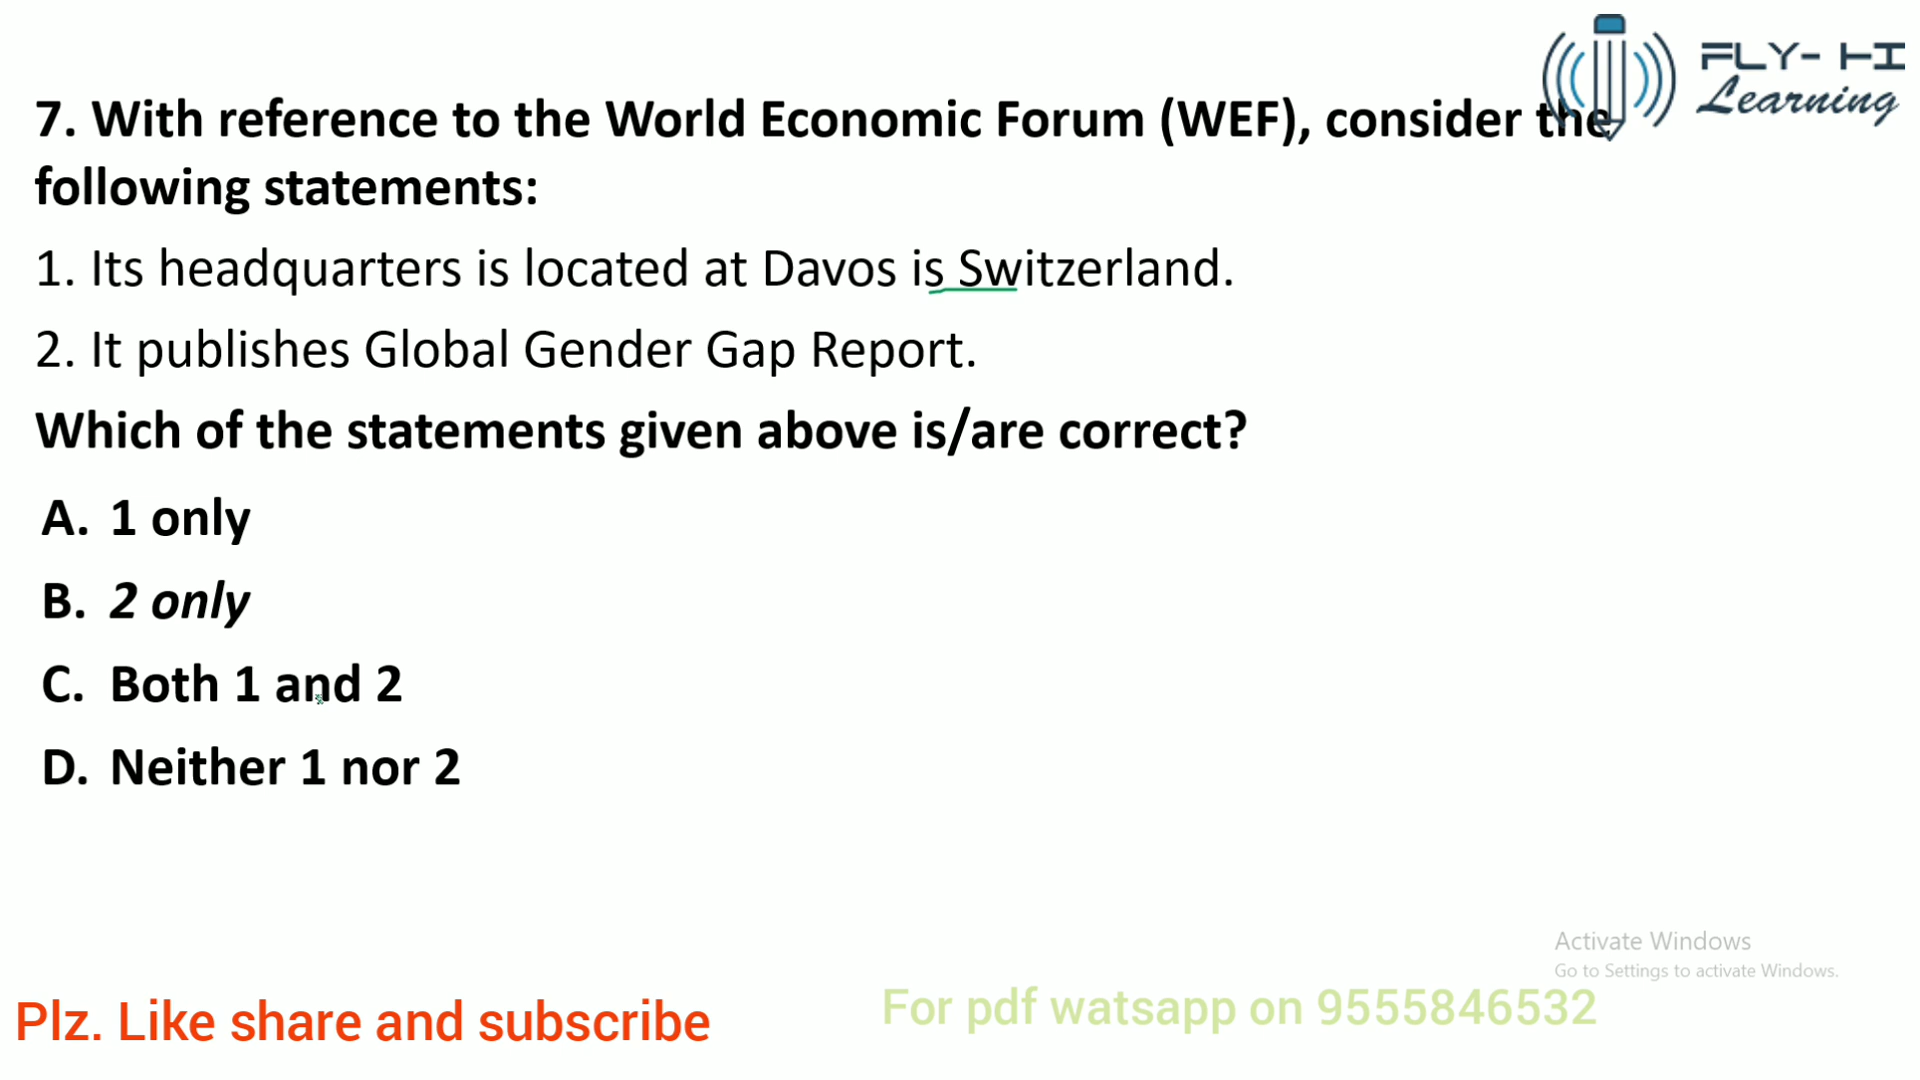 FLY- HI
Learning
7. With reference to the World Economic Forum (WEF), consider the
following statements:
1. Its headquarters is located at Davos is Switzerland.
2. It publishes Global Gender Gap Report.
Which of the statements given above is/are correct?
A. 1 only
B. 2 only
C. Both 1 and 2
D. Neither 1 nor 2
Activate Windows
Go to Settings to activate Windows.
Plz. Like share and subscribe
For pdf watsapp on 9555846532